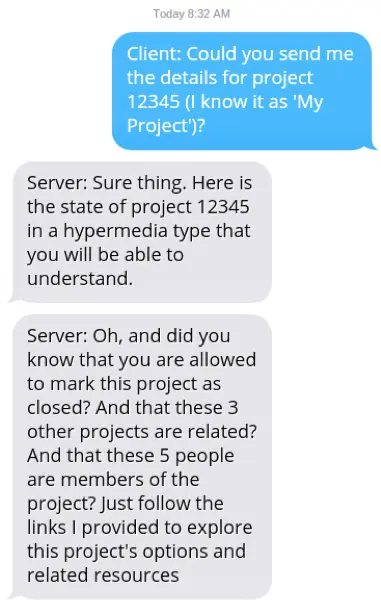 Today 8:32 AM
Client: Could you send me
the details for project
12345 (I know it as 'My
Project')?
Server: Sure thing. Here is
the state of project 12345
in a hypermedia type that
you will be able to
understand.
Server: Oh, and did you
know that you are allowed
to mark this project as
closed? And that these 3
other projects are related?
And that these 5 people
are members of the
project? Just follow the
links I provided to explore
this project's options and
related resources